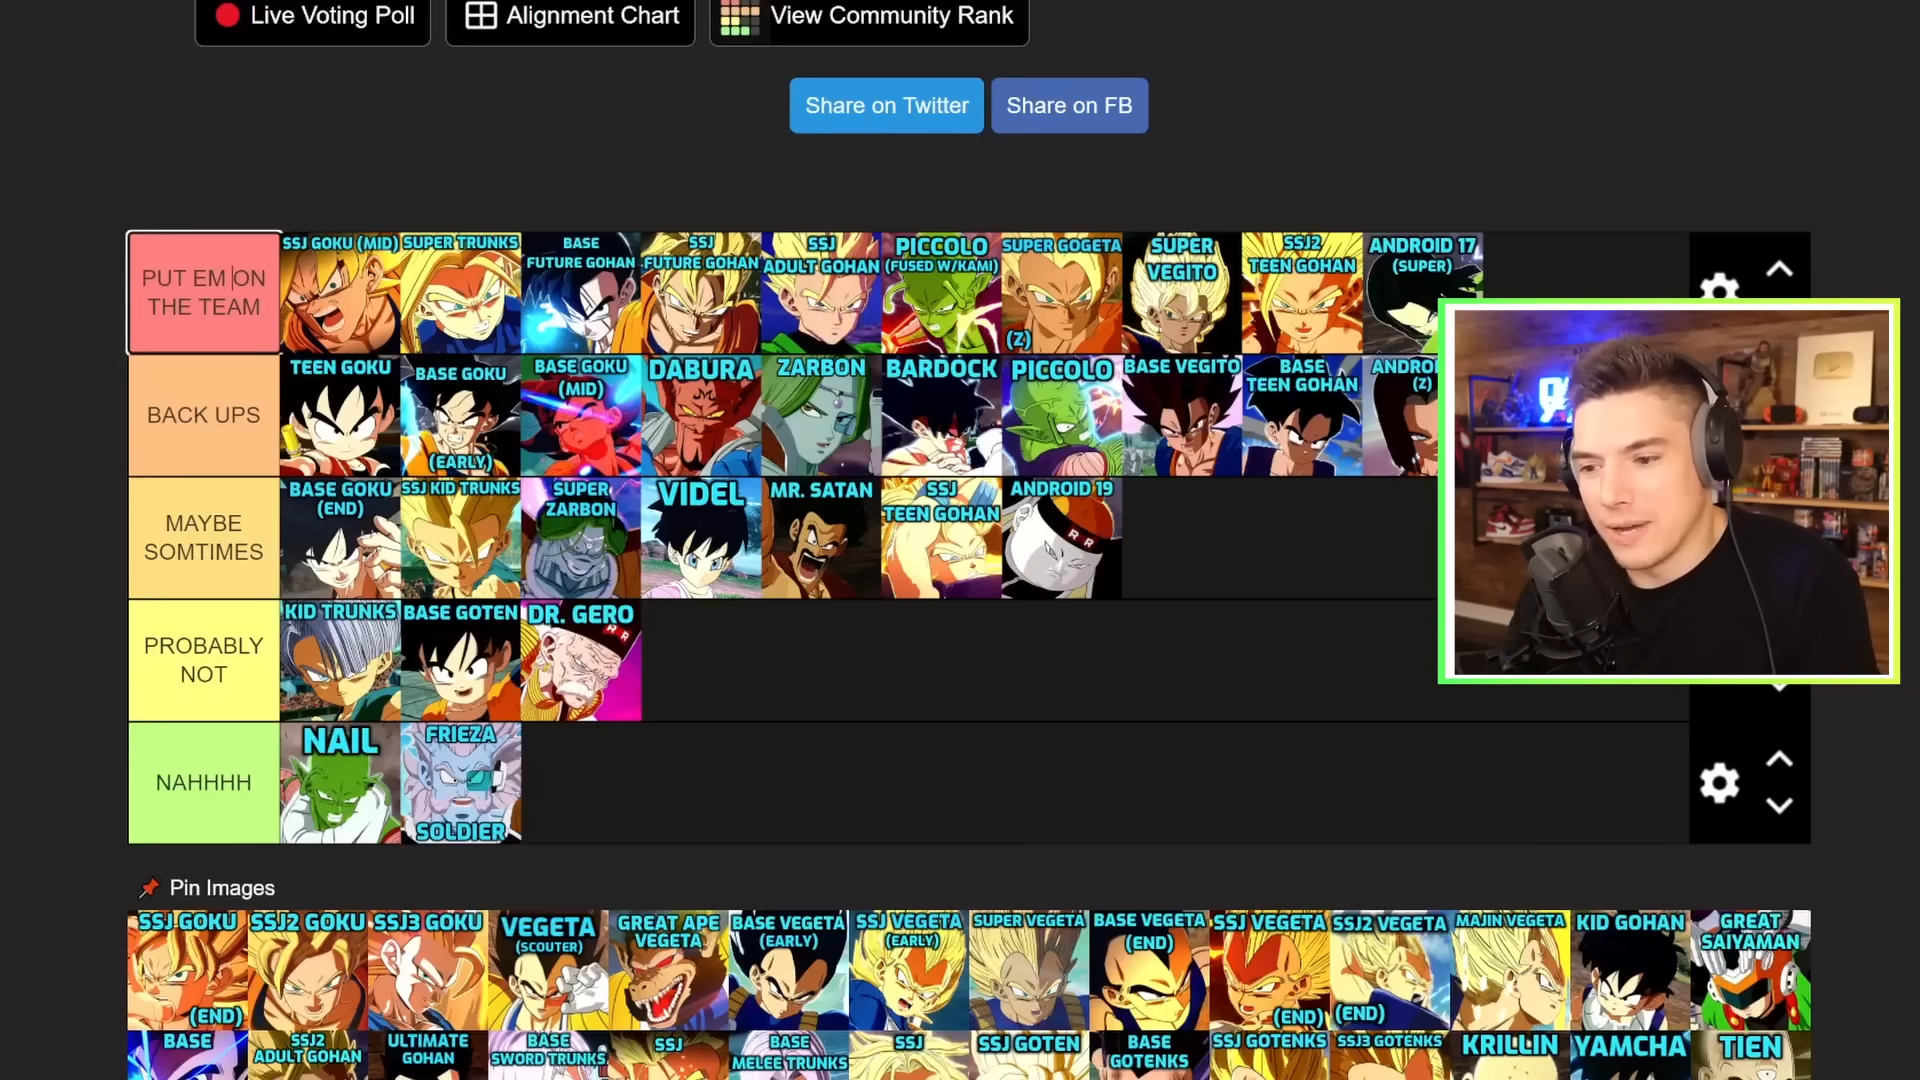 Live Voting Poll
Alignment Chart
View Community Rank
Share on Twitter
Share on FB
PUT EM ON
THE TEAM
SSJ GOKU (MID)
SUPER TRUNKS
BASE
FUTURE GOHAN
SSJ
FUTURE GOHAN
SSJ
ADULT GOHAN
PICCOLO
(FUSED W/KAMI)
SUPER GOGETA
(Z)
SUPER
VEGITO
SSJ2
TEEN GOHAN
ANDROID 17
(SUPER)
BACK UPS
TEEN GOKU
BASE GOKU
(EARLY)
BASE GOKU
(MID)
DABURA
ZARBON
BARDOCK
PICCOLO
BASE VEGITO
BASE
TEEN GOHAN
ANDRO
(Z)
MAYBE
SOMTIMES
BASE GOKU
(END)
SSJ KID TRUNKS
SUPER
ZARBON
VIDEL
MR. SATAN
SSJ
TEEN GOHAN
ANDROID 19
RR
PROBABLY
NOT
KID TRUNKS
BASE GOTEN
DR. GERO
RR
NAHHHH
NAIL
FRIEZA
SOLDIER
Pin Images
SSJ GOKU
(END)
SSJ2 GOKU
SSJ3 GOKU
VEGETA
(SCOUTER)
GREAT APE
VEGETA
BASE VEGETA
(EARLY)
SSJ VEGETA
(EARLY)
SUPER VEGETA
BASE VEGETA
(END)
SSJ VEGETA
(END)
SSJ2 VEGETA
(END)
MAJIN VEGETA
KID GOHAN
GREAT
SAIYAMAN
BASE
SSJ2
ADULT GOHAN
ULTIMATE
GOHAN
BASE
SWORD TRUNKS
SSJ
BASE
MELEE TRUNKS
SSJ
SSJ GOTEN
BASE
GOTENKS
SSJ GOTENKS
SSJ3 GOTENKS
KRILLIN
YAMCHA
TIEN